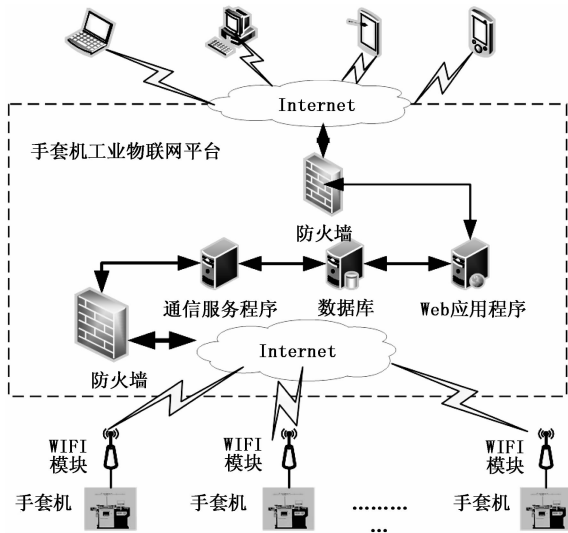 Internet
手套机工业物联网平台
防火墙
通信服务程序
数据库
Web应用程序
Internet
防火墙
WIFI
模块
WIFI
模块
WIFI
模块
手套机
手套机
………
…
手套机